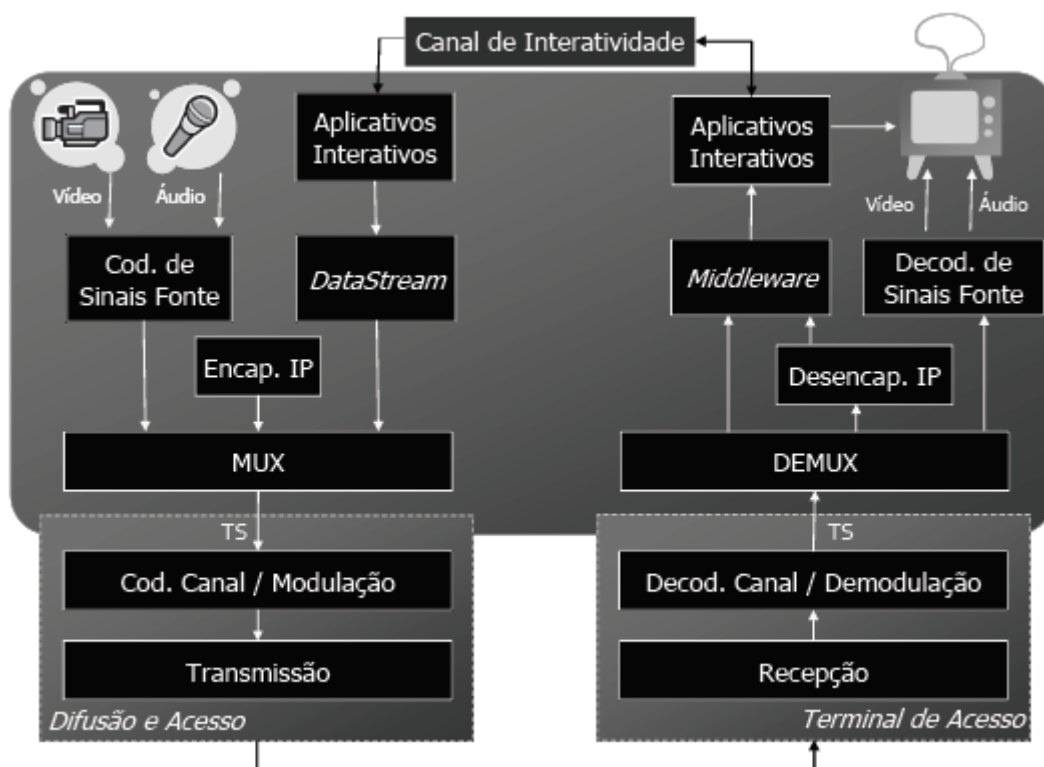 Canal de Interatividade
Vídeo
Áudio
Aplicativos
Interativos
Cod. de
Sinais Fonte
DataStream
Encap. IP
MUX
TS
Cod. Canal / Modulação
Transmissão
Difusão e Acesso
Aplicativos
Interativos
Vídeo
Áudio
Middleware
Decod. de
Sinais Fonte
Desencap. IP
DEMUX
TS
Decod. Canal / Demodulação
Recepção
Terminal de Acesso